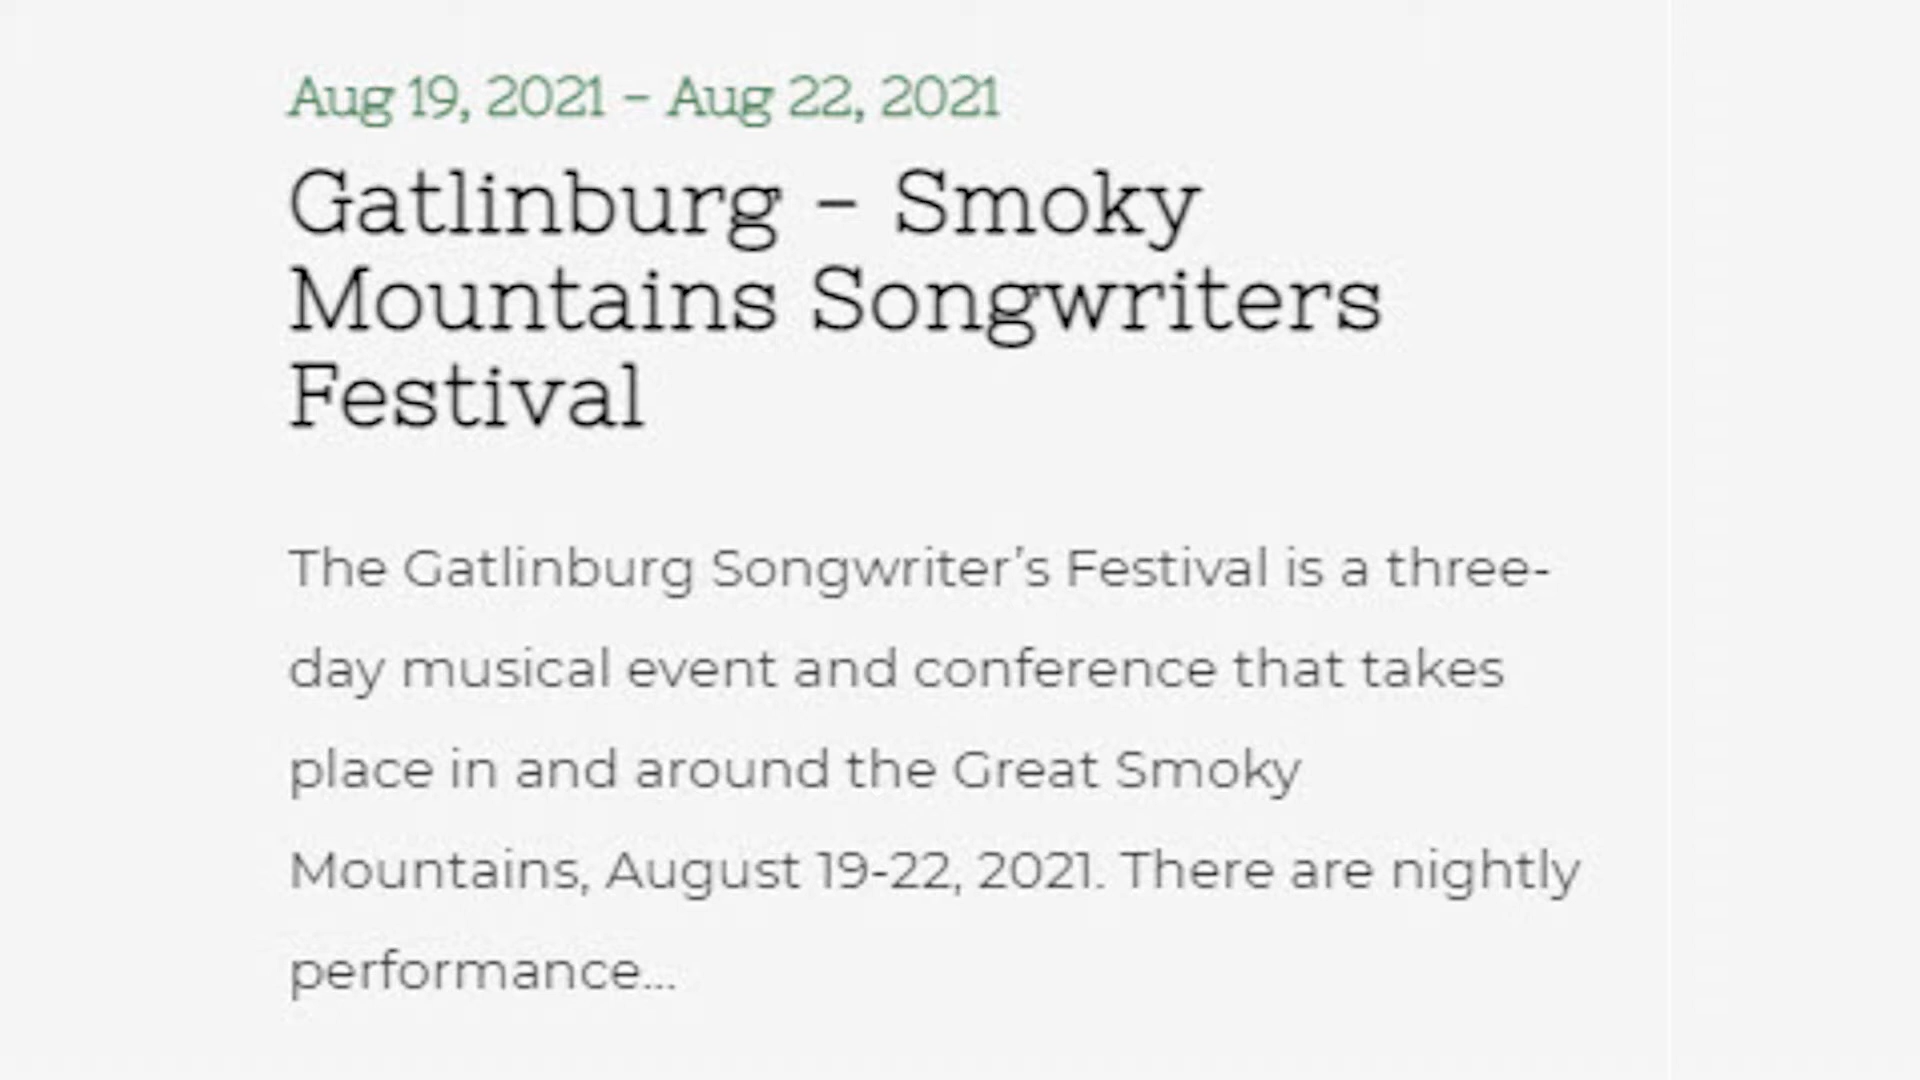 Aug 19, 2021 – Aug 22, 2021
Gatlinburg – Smoky
Mountains Songwriters
Festival
The Gatlinburg Songwriter’s Festival is a three-
day musical event and conference that takes
place in and around the Great Smoky
Mountains, August 19-22, 2021. There are nightly
performance...